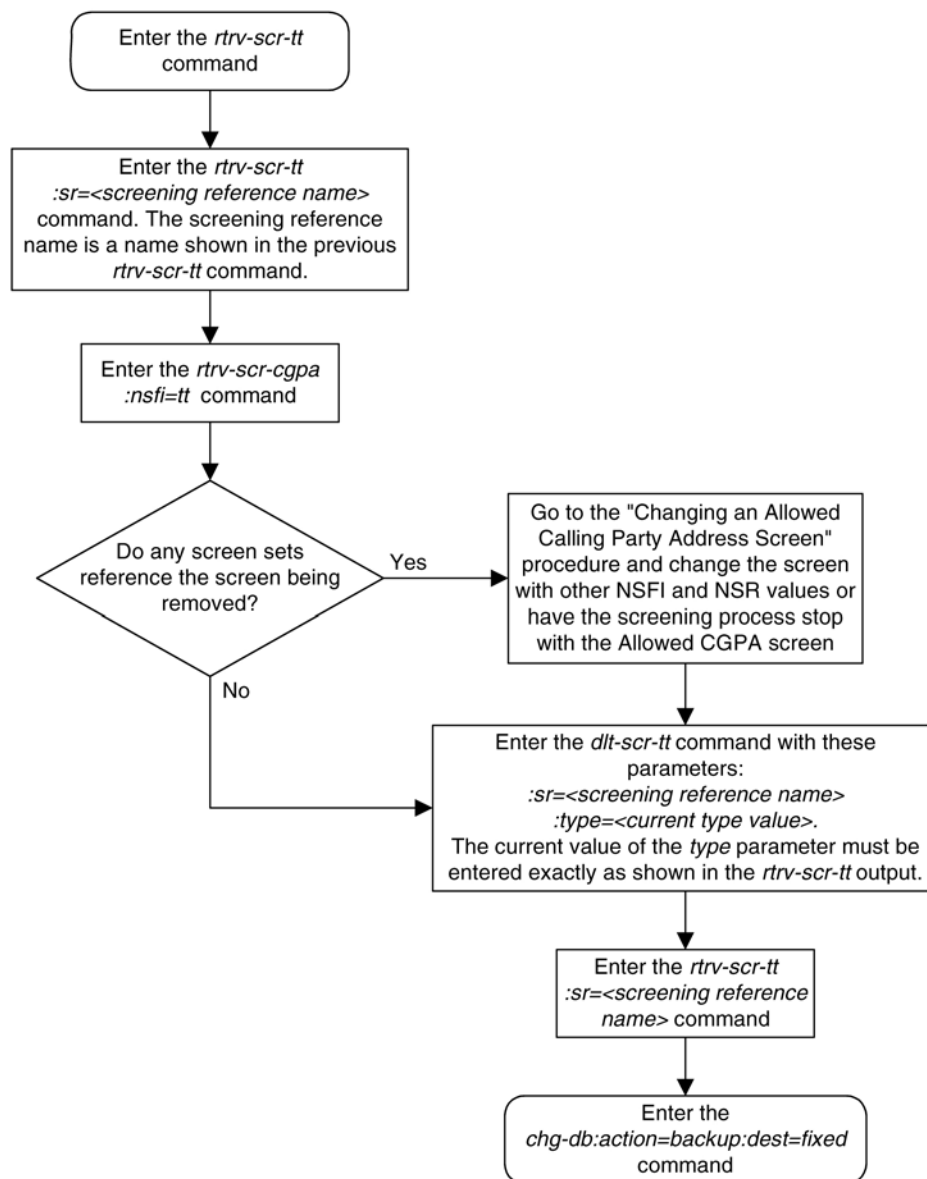 Enter the rtrv-scr-tt
command
Enter the rtrv-scr-tt
:sr=<screening reference name>
command. The screening reference
name is a name shown in the previous
rtrv-scr-tt command.
Enter the rtrv-scr-cgpa
:nsfi=tt command
Do any screen sets
reference the screen being
removed?
Yes
Go to the "Changing an Allowed
Calling Party Address Screen"
procedure and change the screen
with other NSFI and NSR values or
have the screening process stop
with the Allowed CGPA screen
No
Enter the dlt-scr-tt command with these
parameters:
:sr=<screening reference name>
:type=<current type value>.
The current value of the type parameter must be
entered exactly as shown in the rtrv-scr-tt output.
Enter the rtrv-scr-tt
:sr=<screening reference
name> command
Enter the
chg-db:action=backup:dest=fixed
command